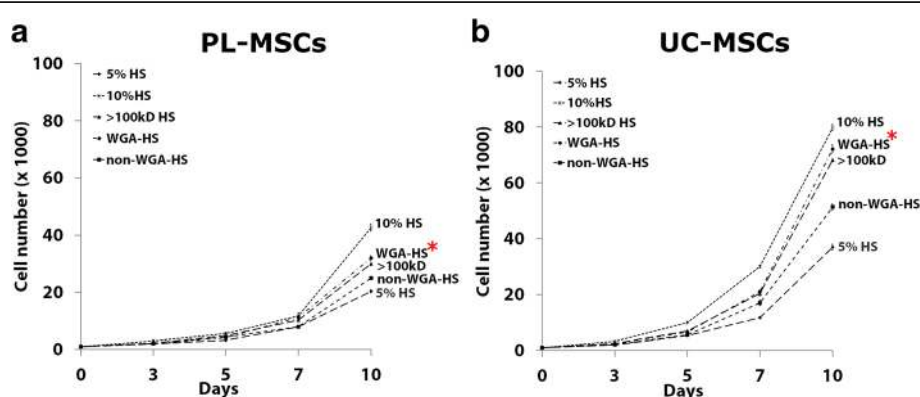 a
PL-MSCs
100
80
60
40
20
0
Cell number (x 1000)
5% HS
10%HS
>100kD HS
WGA-HS
non-WGA-HS
10% HS
WGA-HS*
>100kD
non-WGA-HS
5% HS
0 3 5 7 10
Days
b
UC-MSCs
100
80
60
40
20
0
Cell number (x 1000)
5% HS
10%HS
>100kD HS
WGA-HS
non-WGA-HS
10% HS
WGA-HS*
>100kD
non-WGA-HS
5% HS
0 3 5 7 10
Days